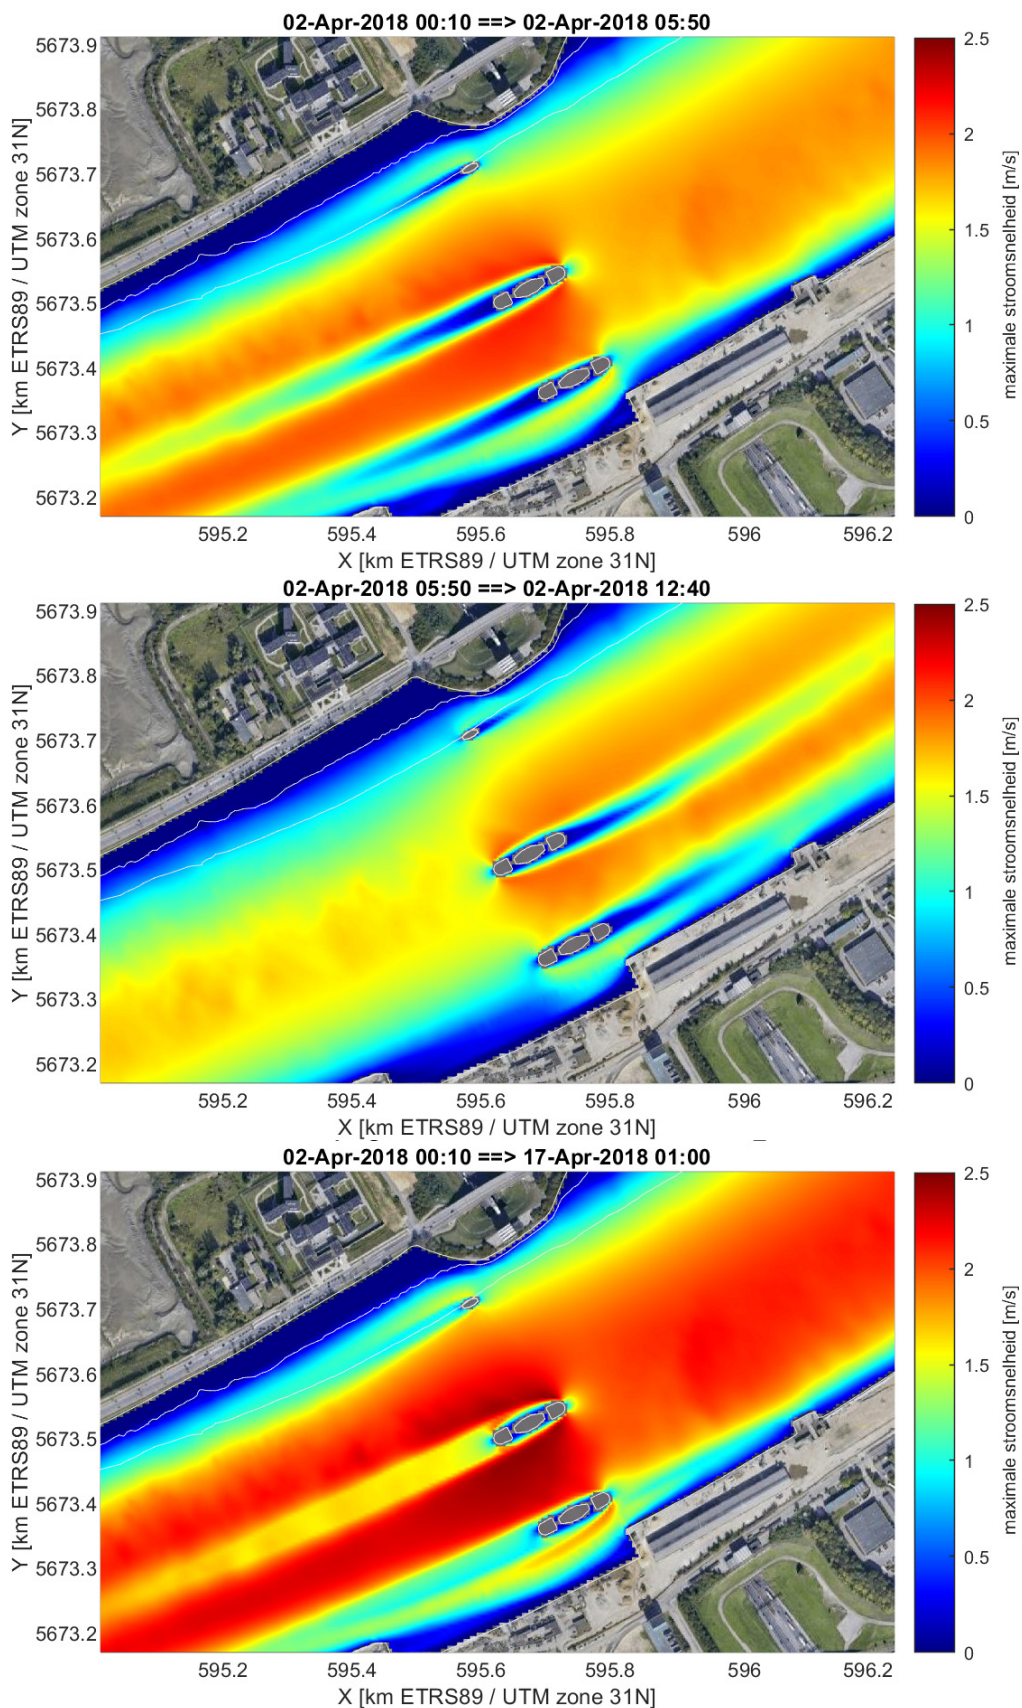 02-Apr-2018 00:10 ==> 02-Apr-2018 05:50
5673.9
5673.8
5673.7
5673.6
5673.5
5673.4
5673.3
5673.2
Y [km ETRS89 / UTM zone 31N]
595.2 595.4 595.6 595.8 596 596.2
X [km ETRS89 / UTM zone 31N]
2.5
2
1.5
1
0.5
0
maximale stroomsnelheid [m/s]
02-Apr-2018 05:50 ==> 02-Apr-2018 12:40
5673.9
5673.8
5673.7
5673.6
5673.5
5673.4
5673.3
5673.2
Y [km ETRS89 / UTM zone 31N]
595.2 595.4 595.6 595.8 596 596.2
X [km ETRS89 / UTM zone 31N]
2.5
2
1.5
1
0.5
0
maximale stroomsnelheid [m/s]
02-Apr-2018 00:10 ==> 17-Apr-2018 01:00
5673.9
5673.8
5673.7
5673.6
5673.5
5673.4
5673.3
5673.2
Y [km ETRS89 / UTM zone 31N]
595.2 595.4 595.6 595.8 596 596.2
X [km ETRS89 / UTM zone 31N]
2.5
2
1.5
1
0.5
0
maximale stroomsnelheid [m/s]